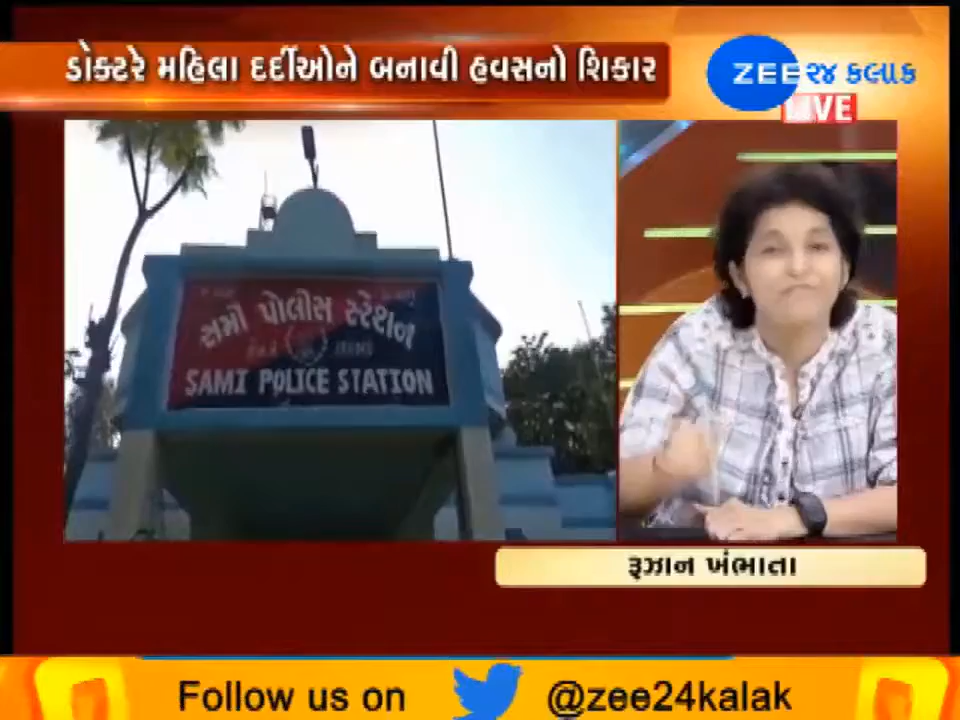 ડોક્ટરે મહિલા દર્દીઓને બનાવી હવસનો શિકાર
ZEE ૨૪ કલાક
LIVE
સમી પોલીસ સ્ટેશન
SAMI POLICE STATION
રૂઝાન ખંભાતા
Follow us on @zee24kalak